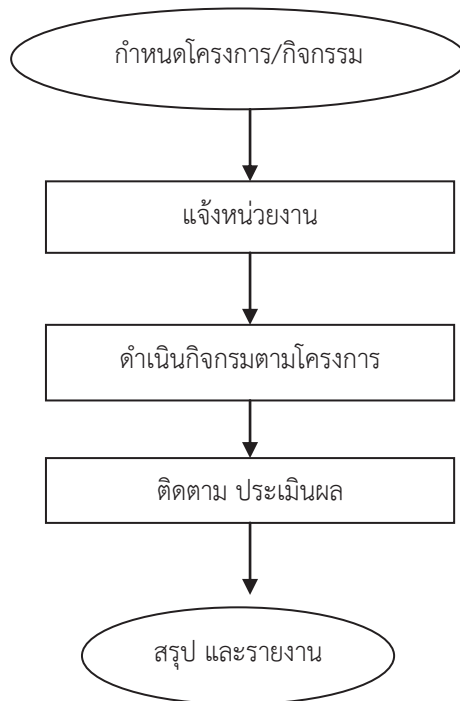 กำหนดโครงการ/กิจกรรม
แจ้งหน่วยงาน
ดำเนินกิจกรมตามโครงการ
ติดตาม ประเมินผล
สรุป และรายงาน